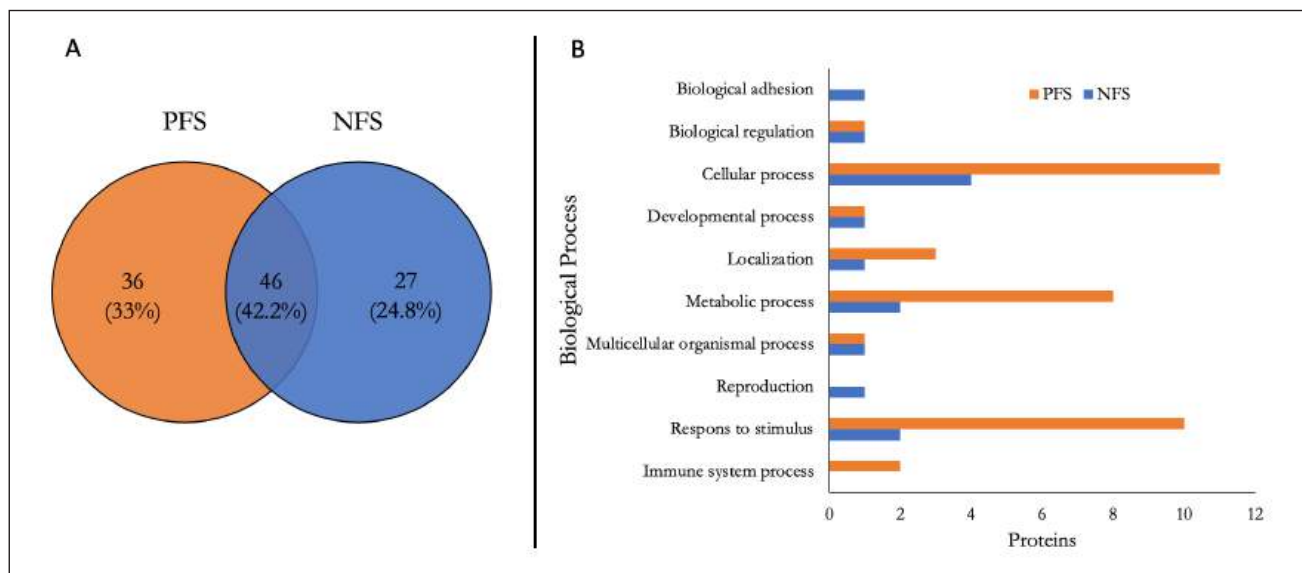 A
PFS NFS
36
(33%)
46
(42.2%)
27
(24.8%)
B
PFS NFS
Biological Process
Biological adhesion
Biological regulation
Cellular process
Developmental process
Localization
Metabolic process
Multicellular organismal process
Reproduction
Respons to stimulus
Immune system process
0 2 4 6 8 10 12
Proteins